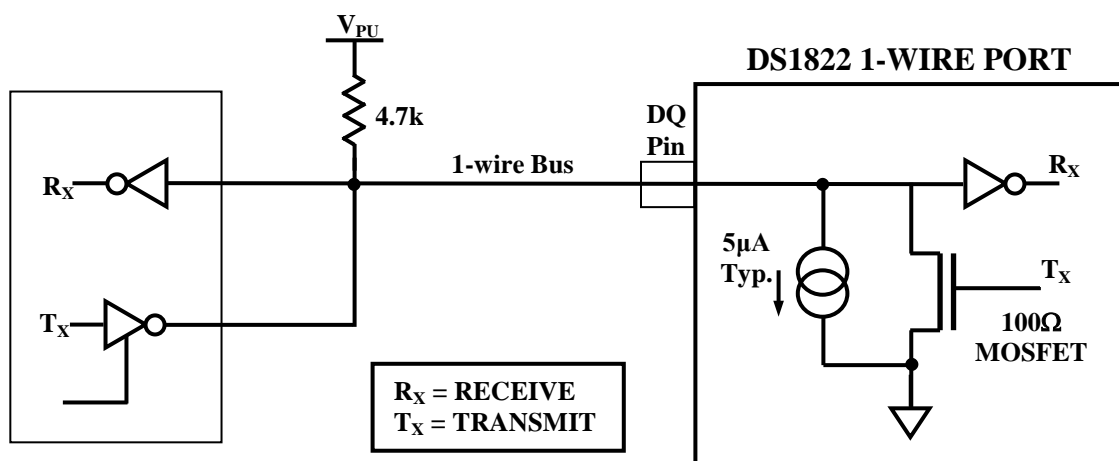 V_PU
DS1822 1-WIRE PORT
4.7k
DQ
Pin
1-wire Bus
R_X
R_X
5µA
Typ.
T_X
T_X
100Ω
MOSFET
R_X = RECEIVE
T_X = TRANSMIT